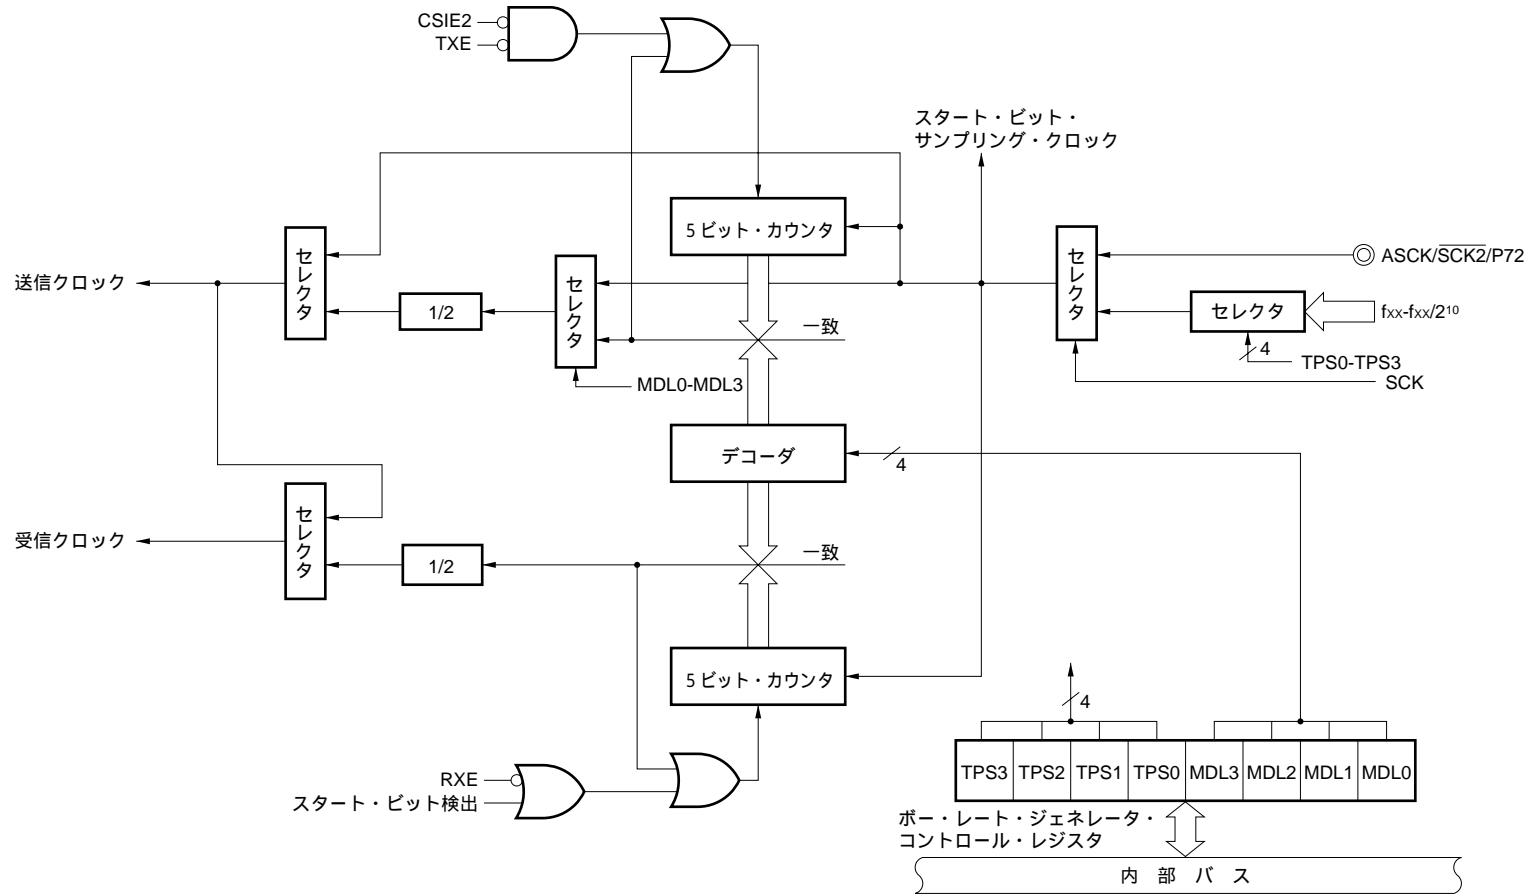 CSIE2
TXE
スタート・ビット・
サンプリング・クロック
5ビット・カウンタ
セレクタ
セレクタ
セレクタ
ASCK/SCK2/P72
送信クロック
1/2
セレクタ
fxx-fxx/2¹⁰
一致
4
TPS0-TPS3
MDL0-MDL3
SCK
デコーダ
4
セレクタ
受信クロック
1/2
一致
5ビット・カウンタ
4
RXE
スタート・ビット検出
TPS3 TPS2 TPS1 TPS0 MDL3 MDL2 MDL1 MDL0
ボー・レート・ジェネレータ・
コントロール・レジスタ
内 部 バ ス